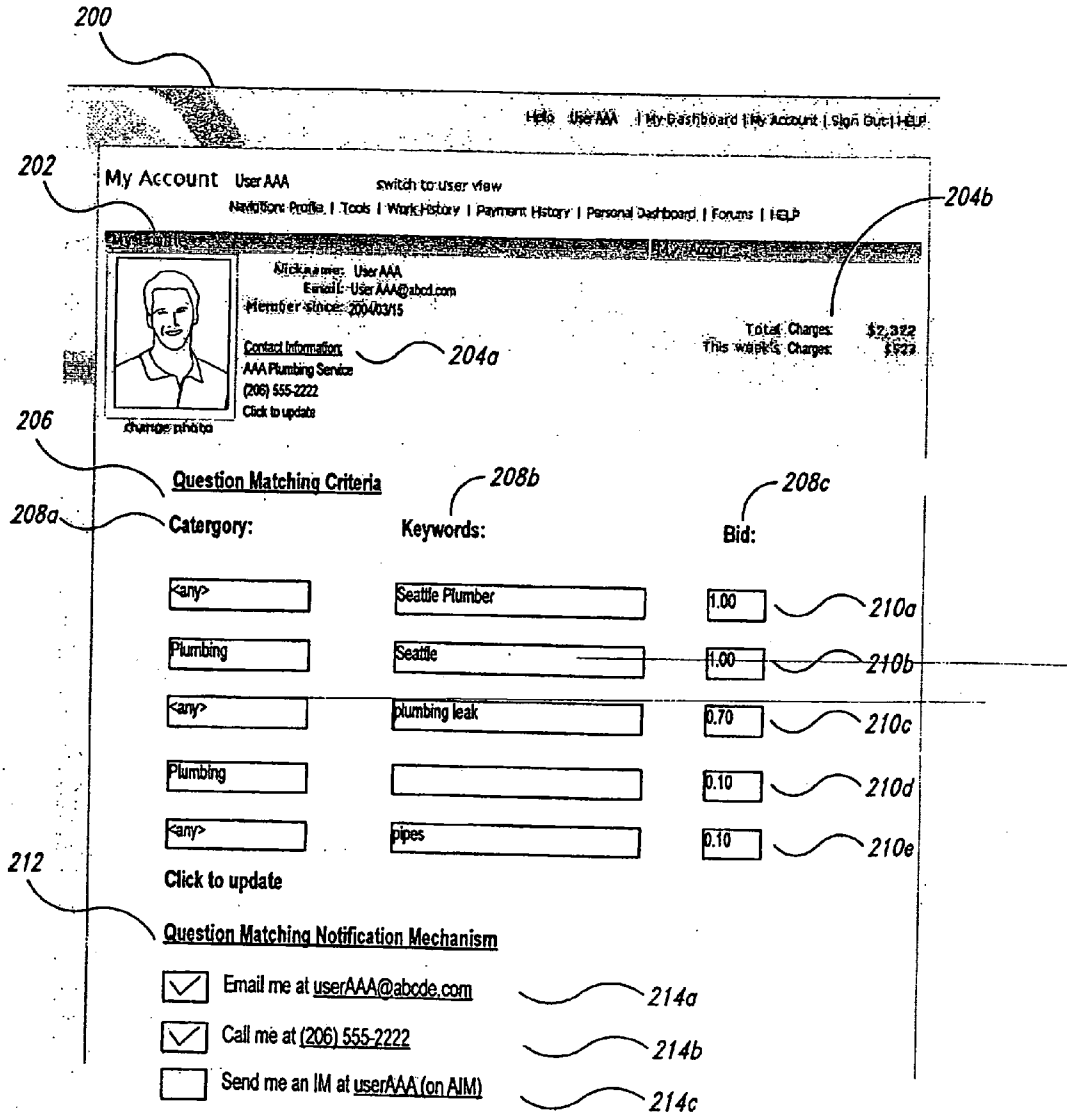 200
Hello UserAAA | My Dashboard | My Account | Sign Out | HELP
202
My Account User AAA switch to user view
204b
Navigation: Profile | Tools | Work History | Payment History | Personal Dashboard | Forums | HELP
My Account
Nickname: User AAA
Email: User AAA@abcd.com
Member since: 2004/03/15
Total Charges: $2,322
This week's Charges:
Contact Information:
204a
AAA Plumbing Service
(206) 555-2222
Click to update
change photo
206
Question Matching Criteria
208b
208c
208a
Catergory:
Keywords:
Bid:
<any>
Seattle Plumber
1.00
210a
Plumbing
Seattle
1.00
210b
<any>
plumbing leak
0.70
210c
Plumbing
0.10
210d
<any>
pipes
0.10
210e
212
Click to update
Question Matching Notification Mechanism
Email me at userAAA@abcde.com
214a
Call me at (206) 555-2222
214b
Send me an IM at userAAA (on AIM)
214c